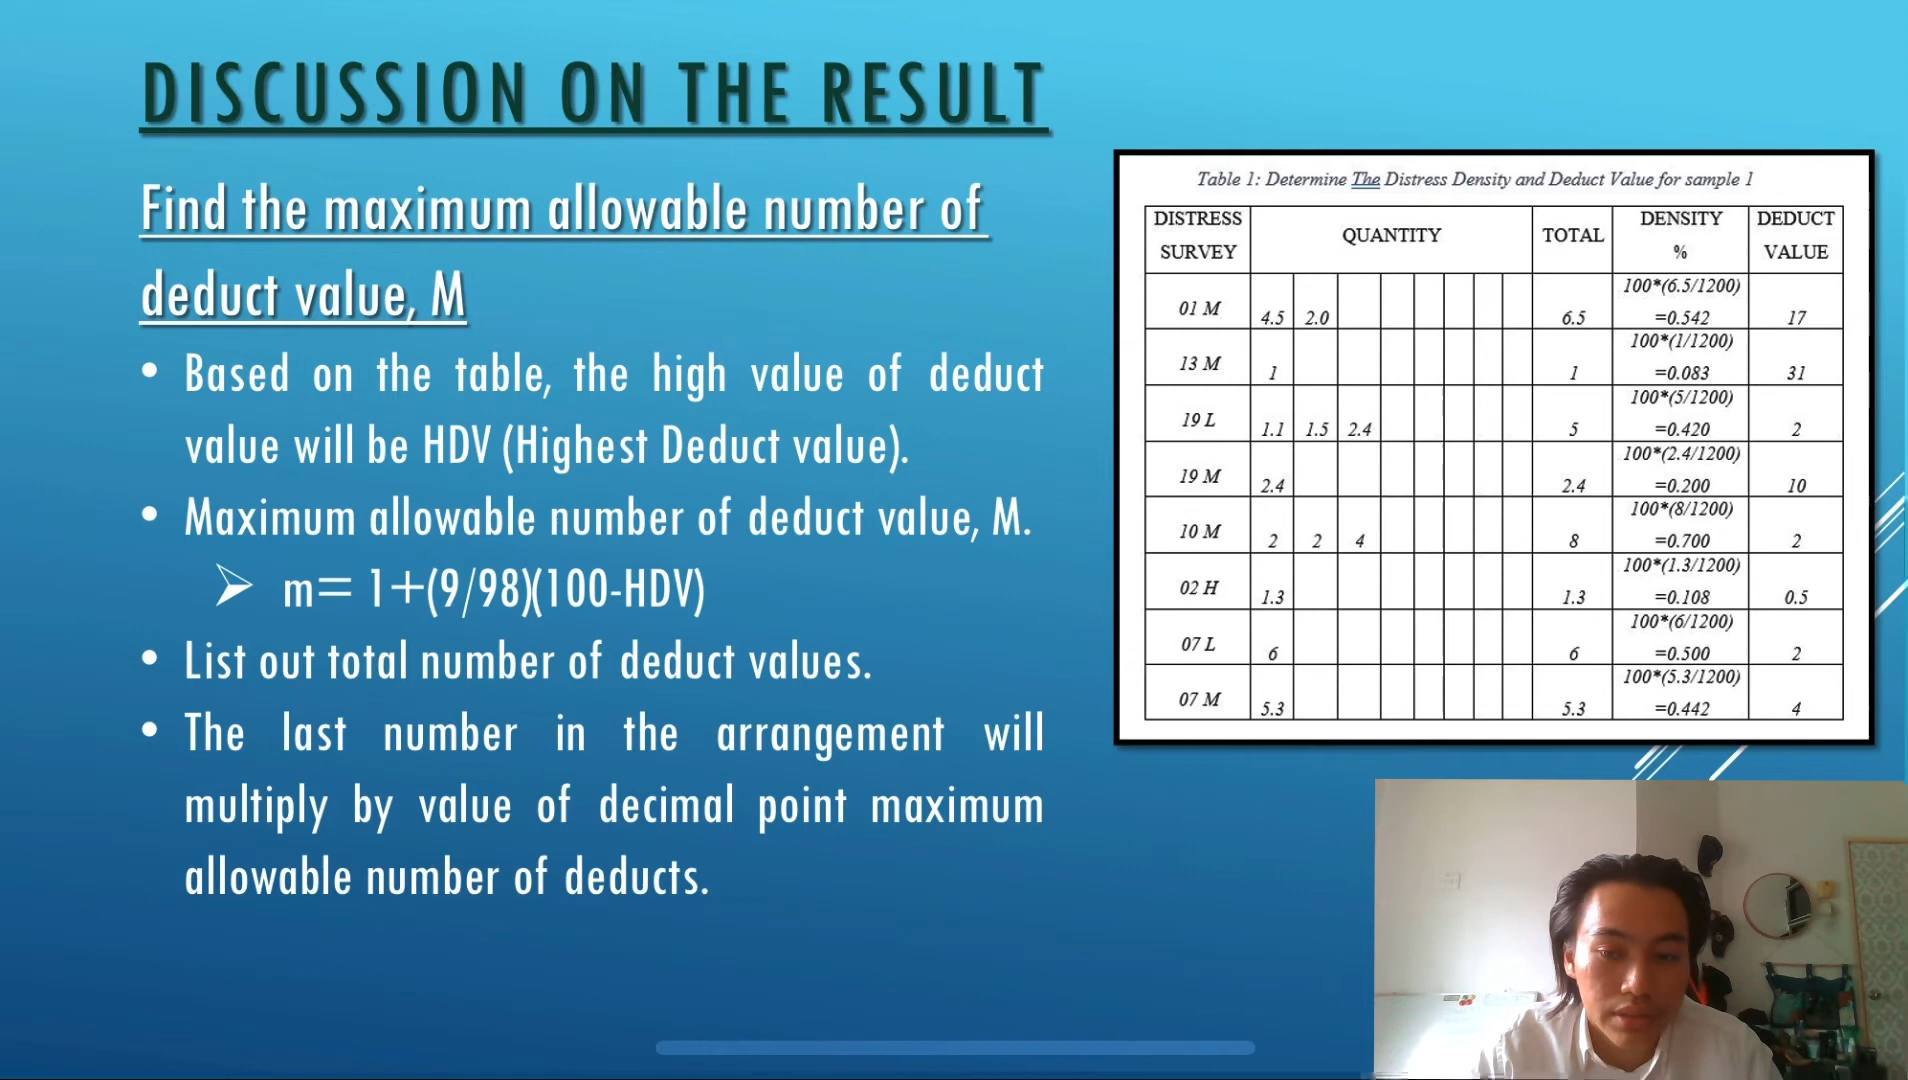 DISCUSSION ON THE RESULT
Find the maximum allowable number of
deduct value, M
• Based on the table, the high value of deduct
value will be HDV (Highest Deduct value).
• Maximum allowable number of deduct value, M.
➢ m= 1+(9/98)(100-HDV)
• List out total number of deduct values.
• The last number in the arrangement will
multiply by value of decimal point maximum
allowable number of deducts.
Table 1: Determine The Distress Density and Deduct Value for sample 1
DISTRESS SURVEY QUANTITY TOTAL DENSITY % DEDUCT VALUE
01 M 4.5 2.0 6.5 100*(6.5/1200) =0.542 17
13 M 1 1 100*(1/1200) =0.083 31
19 L 1.1 1.5 2.4 5 100*(5/1200) =0.420 2
19 M 2.4 2.4 100*(2.4/1200) =0.200 10
10 M 2 2 4 8 100*(8/1200) =0.700 2
02 H 1.3 1.3 100*(1.3/1200) =0.108 0.5
07 L 6 6 100*(6/1200) =0.500 2
07 M 5.3 5.3 100*(5.3/1200) =0.442 4